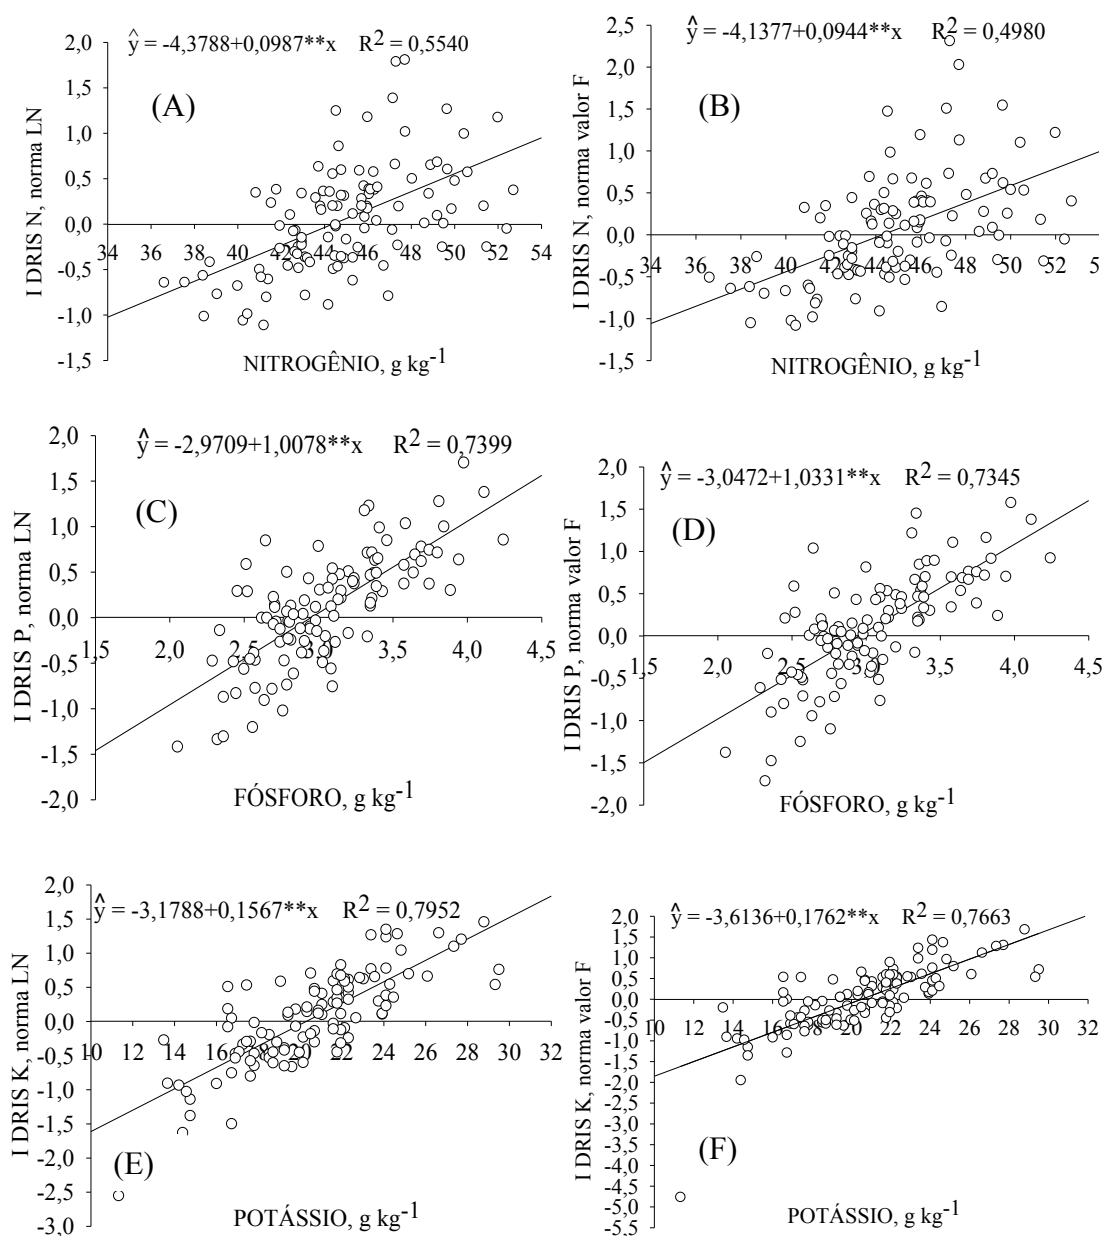 ŷ = -4,3788+0,0987**x R² = 0,5540
2,0
1,5
1,0
0,5
0,0
-0,5
-1,0
-1,5
I DRIS N, norma LN
(A)
34 36 38 40 42 44 46 48 50 52 54
NITROGÊNIO, g kg⁻¹
ŷ = -4,1377+0,0944**x R² = 0,4980
2,5
2,0
1,5
1,0
0,5
0,0
-0,5
-1,0
-1,5
I DRIS N, norma valor F
(B)
34 36 38 40 42 44 46 48 50 52 5
NITROGÊNIO, g kg⁻¹
ŷ = -2,9709+1,0078**x R² = 0,7399
2,0
1,5
1,0
0,5
0,0
-0,5
-1,0
-1,5
-2,0
I DRIS P, norma LN
(C)
1,5 2,0 2,5 3,0 3,5 4,0 4,5
FÓSFORO, g kg⁻¹
ŷ = -3,0472+1,0331**x R² = 0,7345
2,0
1,5
1,0
0,5
0,0
-0,5
-1,0
-1,5
-2,0
I DRIS P, norma valor F
(D)
1,5 2,0 2,5 3,0 3,5 4,0 4,5
FÓSFORO, g kg⁻¹
ŷ = -3,1788+0,1567**x R² = 0,7952
2,0
1,5
1,0
0,5
0,0
-0,5
-1,0
-1,5
-2,0
-2,5
-3,0
I DRIS K, norma LN
(E)
10 12 14 16 18 20 22 24 26 28 30 32
POTÁSSIO, g kg⁻¹
ŷ = -3,6136+0,1762**x R² = 0,7663
2,0
1,5
1,0
0,5
0,0
-0,5
-1,0
-1,5
-2,0
-2,5
-3,0
-3,5
-4,0
-4,5
-5,0
-5,5
I DRIS K, norma valor F
(F)
10 12 14 16 18 20 22 24 26 28 30 32
POTÁSSIO, g kg⁻¹